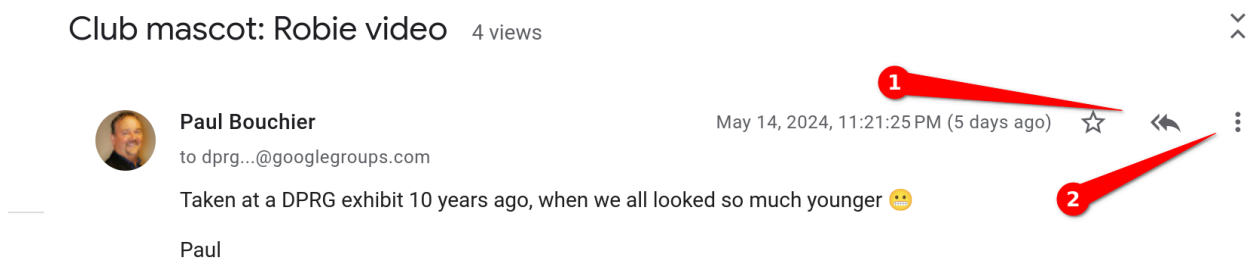 Club mascot: Robie video 4 views
1
Paul Bouchier May 14, 2024, 11:21:25 PM (5 days ago)
to dprg...@googlegroups.com
Taken at a DPRG exhibit 10 years ago, when we all looked so much younger 😬
2
Paul